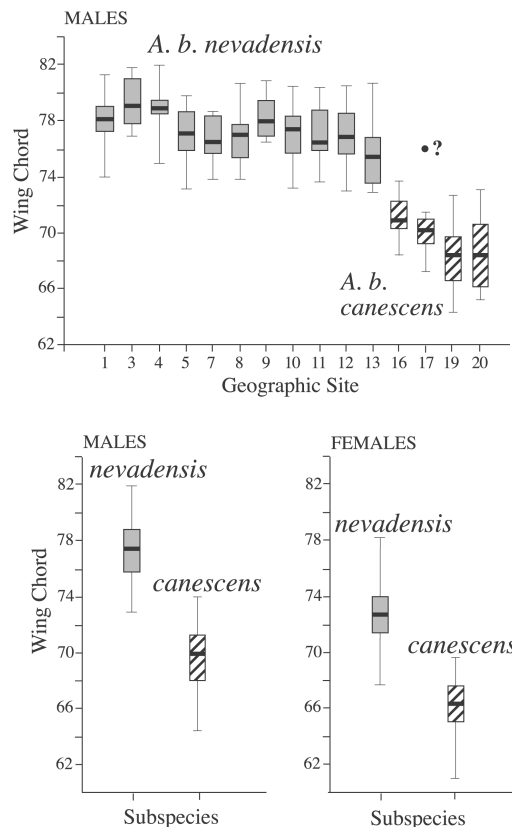 MALES
A. b. nevadensis
82
78
74
70
66
62
Wing Chord
?
A. b.
canescens
1 3 4 5 7 8 9 10 11 12 13 16 17 19 20
Geographic Site
MALES
nevadensis
82
78
canescens
74
70
66
62
Wing Chord
Subspecies
FEMALES
82
nevadensis
78
74
canescens
70
66
62
Subspecies